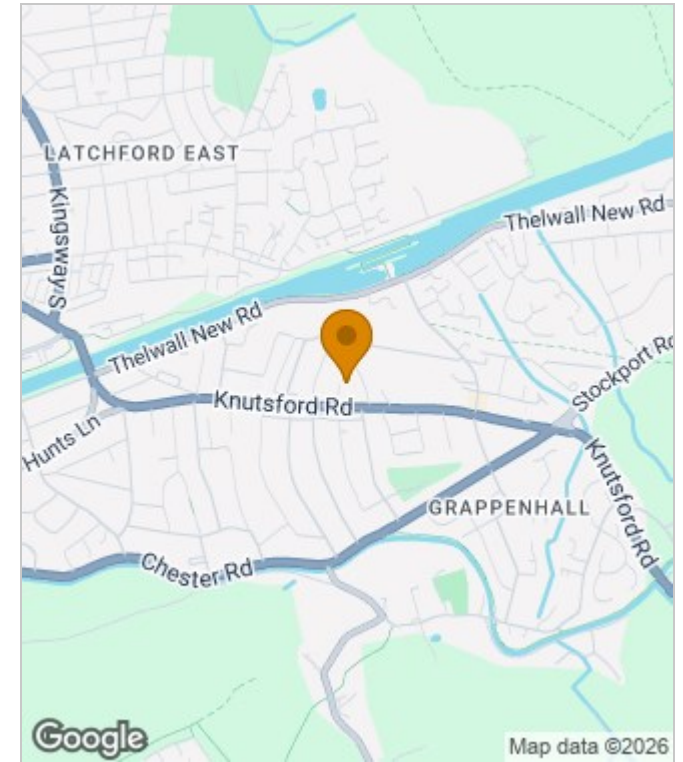 LATCHFORD EAST
Kingsway S
Thelwall New Rd
Thelwall New Rd
Stockport Rd
Knutsford Rd
Hunts Ln
Knutsford Rd
GRAPPENHALL
Chester Rd
Google
Map data ©2026